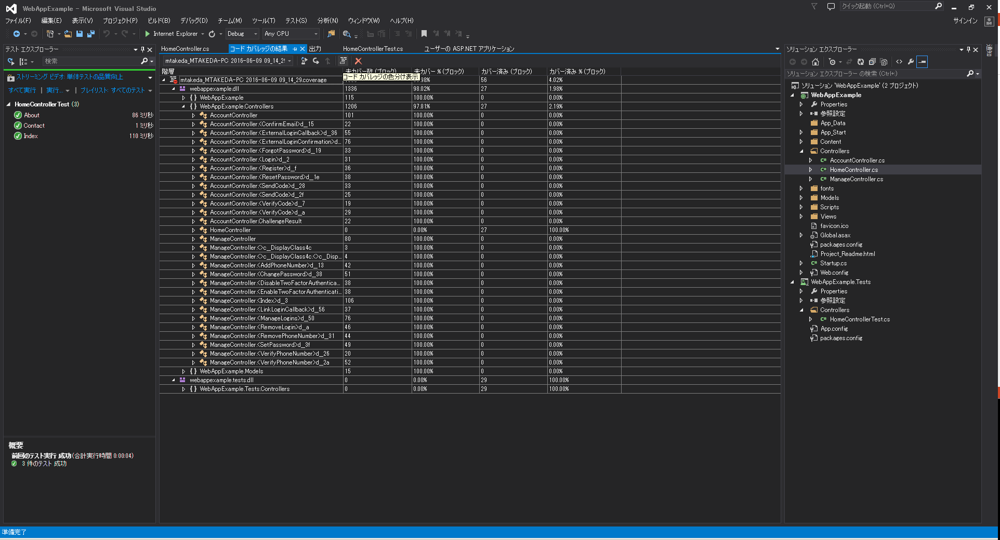 WebAppExample - Microsoft Visual Studio
クイック起動 (Ctrl+Q)
ファイル(F) 編集(E) 表示(V) プロジェクト(P) ビルド(B) デバッグ(D) チーム(M) ツール(T) テスト(S) 分析(N) ウィンドウ(W) ヘルプ(H)
サインイン
Internet Explorer Debug Any CPU
テスト エクスプローラー
検索
ストリーミング ビデオ: 単体テストの品質向上
すべて実行 | 実行... | プレイリスト: すべてのテスト
HomeControllerTest (3)
About 86 ミリ秒
Contact 1 ミリ秒
Index 110 ミリ秒
概要
前回のテスト実行 成功 (合計実行時間 0:00:04)
3 件のテスト 成功
HomeController.cs コード カバレッジの結果 出力 HomeControllerTest.cs ユーザーの ASP.NET アプリケーション
mtakeda_MTAKEDA-PC 2016-06-09 09_14_2
階層 未カバー数 (ブロック) 未カバー % (ブロック) カバー済み (ブロック) カバー済み % (ブロック)
コード カバレッジの色分け表示
mtakeda_MTAKEDA-PC 2016-06-09 09_14_29.coverage .98% 56 4.02%
webappexample.dll 1336 98.02% 27 1.98%
{ } WebAppExample 115 100.00% 0 0.00%
{ } WebAppExample.Controllers 1206 97.81% 27 2.19%
AccountController 101 100.00% 0 0.00%
AccountController.<ConfirmEmail>d__15 22 100.00% 0 0.00%
AccountController.<ExternalLoginCallback>d__36 55 100.00% 0 0.00%
AccountController.<ExternalLoginConfirmation>d... 76 100.00% 0 0.00%
AccountController.<ForgotPassword>d__19 33 100.00% 0 0.00%
AccountController.<Login>d__2 31 100.00% 0 0.00%
AccountController.<Register>d__f 36 100.00% 0 0.00%
AccountController.<ResetPassword>d__1e 38 100.00% 0 0.00%
AccountController.<SendCode>d__28 33 100.00% 0 0.00%
AccountController.<SendCode>d__2f 25 100.00% 0 0.00%
AccountController.<VerifyCode>d__7 19 100.00% 0 0.00%
AccountController.<VerifyCode>d__a 29 100.00% 0 0.00%
AccountController.ChallengeResult 22 100.00% 0 0.00%
HomeController 0 0.00% 27 100.00%
ManageController 80 100.00% 0 0.00%
ManageController.<>c__DisplayClass4c 3 100.00% 0 0.00%
ManageController.<>c__DisplayClass4c.<>c__Disp... 4 100.00% 0 0.00%
ManageController.<AddPhoneNumber>d__13 42 100.00% 0 0.00%
ManageController.<ChangePassword>d__38 51 100.00% 0 0.00%
ManageController.<DisableTwoFactorAuthentica... 38 100.00% 0 0.00%
ManageController.<EnableTwoFactorAuthenticati... 38 100.00% 0 0.00%
ManageController.<Index>d__3 106 100.00% 0 0.00%
ManageController.<LinkLoginCallback>d__56 37 100.00% 0 0.00%
ManageController.<ManageLogins>d__50 76 100.00% 0 0.00%
ManageController.<RemoveLogin>d__a 46 100.00% 0 0.00%
ManageController.<RemovePhoneNumber>d__31 44 100.00% 0 0.00%
ManageController.<SetPassword>d__3f 49 100.00% 0 0.00%
ManageController.<VerifyPhoneNumber>d__26 20 100.00% 0 0.00%
ManageController.<VerifyPhoneNumber>d__2a 52 100.00% 0 0.00%
{ } WebAppExample.Models 15 100.00% 0 0.00%
webappexample.tests.dll 0 0.00% 29 100.00%
{ } WebAppExample.Tests.Controllers 0 0.00% 29 100.00%
ソリューション エクスプローラー
ソリューション エクスプローラー の検索 (Ctrl+:)
ソリューション 'WebAppExample' (2 プロジェクト)
WebAppExample
Properties
参照設定
App_Data
App_Start
Content
Controllers
C# AccountController.cs
C# HomeController.cs
C# ManageController.cs
fonts
Models
Scripts
Views
favicon.ico
Global.asax
packages.config
Project_Readme.html
C# Startup.cs
Web.config
WebAppExample.Tests
Properties
参照設定
Controllers
C# HomeControllerTest.cs
App.config
packages.config
通知
準備完了